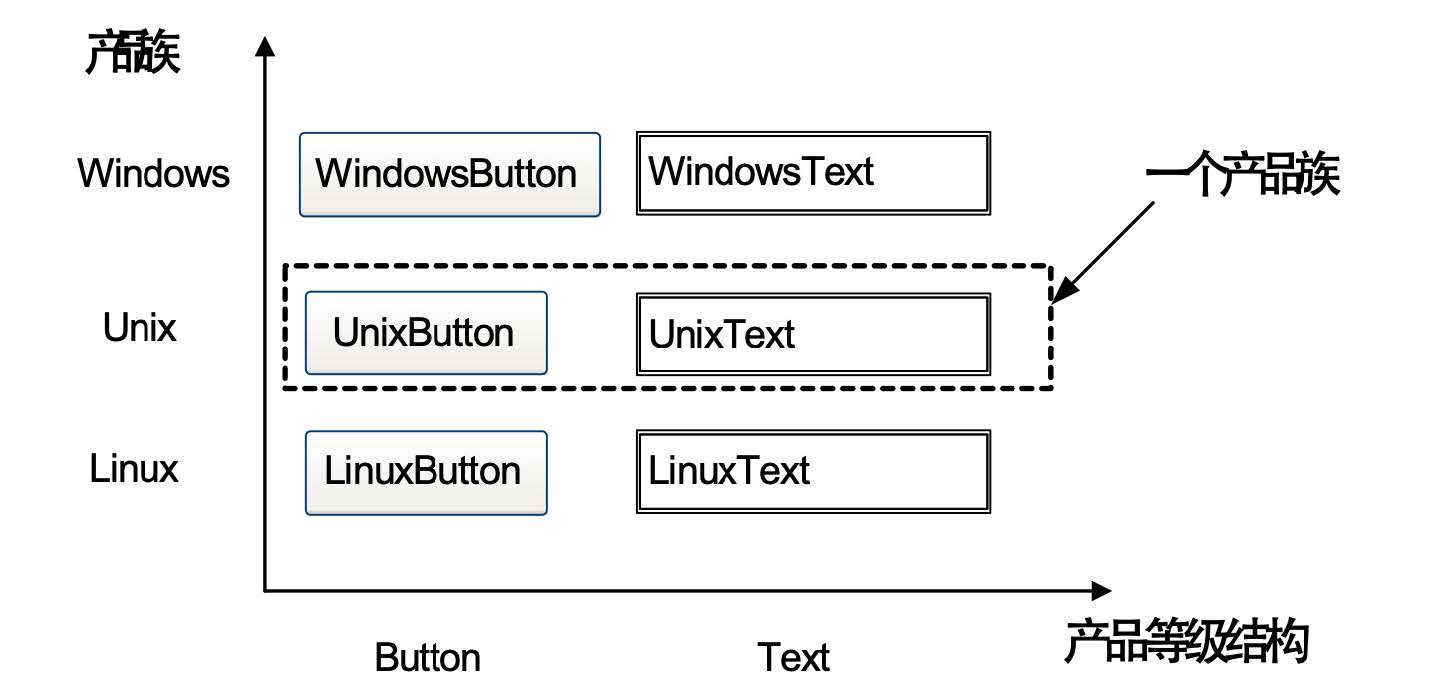 产品族
Windows
WindowsButton
WindowsText
一个产品族
Unix
UnixButton
UnixText
Linux
LinuxButton
LinuxText
产品等级结构
Button
Text